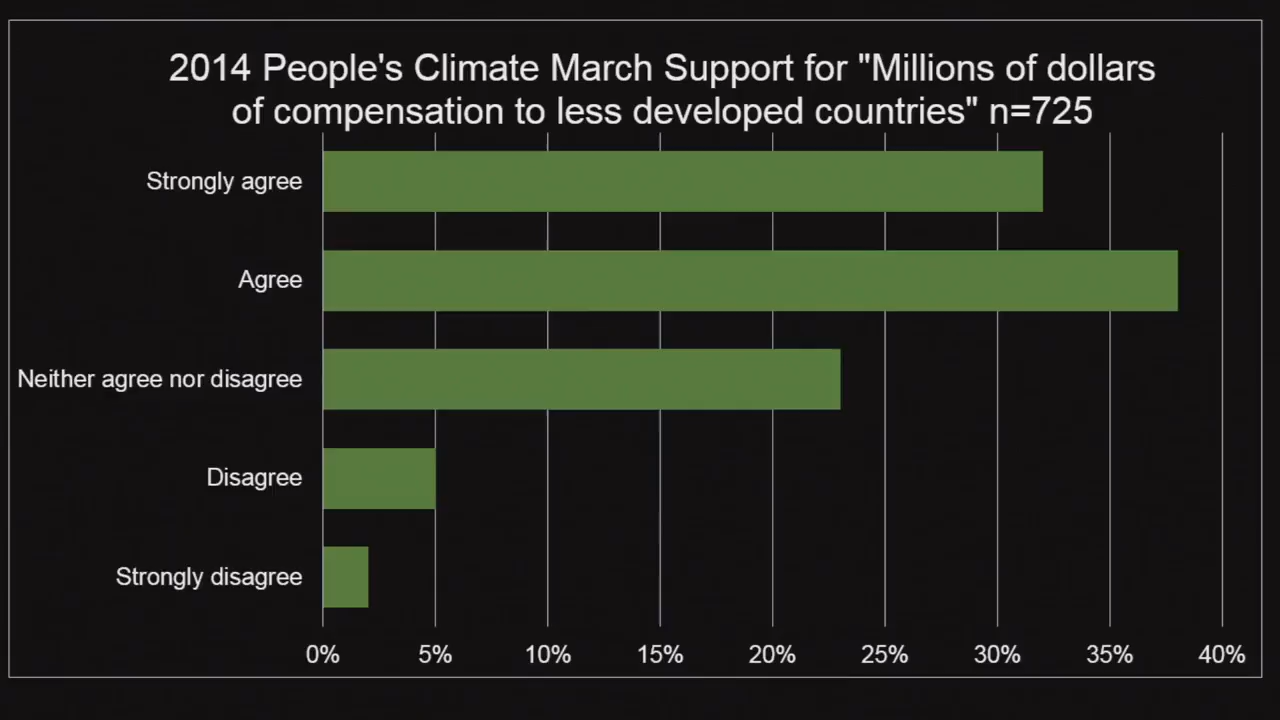 2014 People's Climate March Support for "Millions of dollars
of compensation to less developed countries" n=725
Strongly agree
Agree
Neither agree nor disagree
Disagree
Strongly disagree
0% 5% 10% 15% 20% 25% 30% 35% 40%